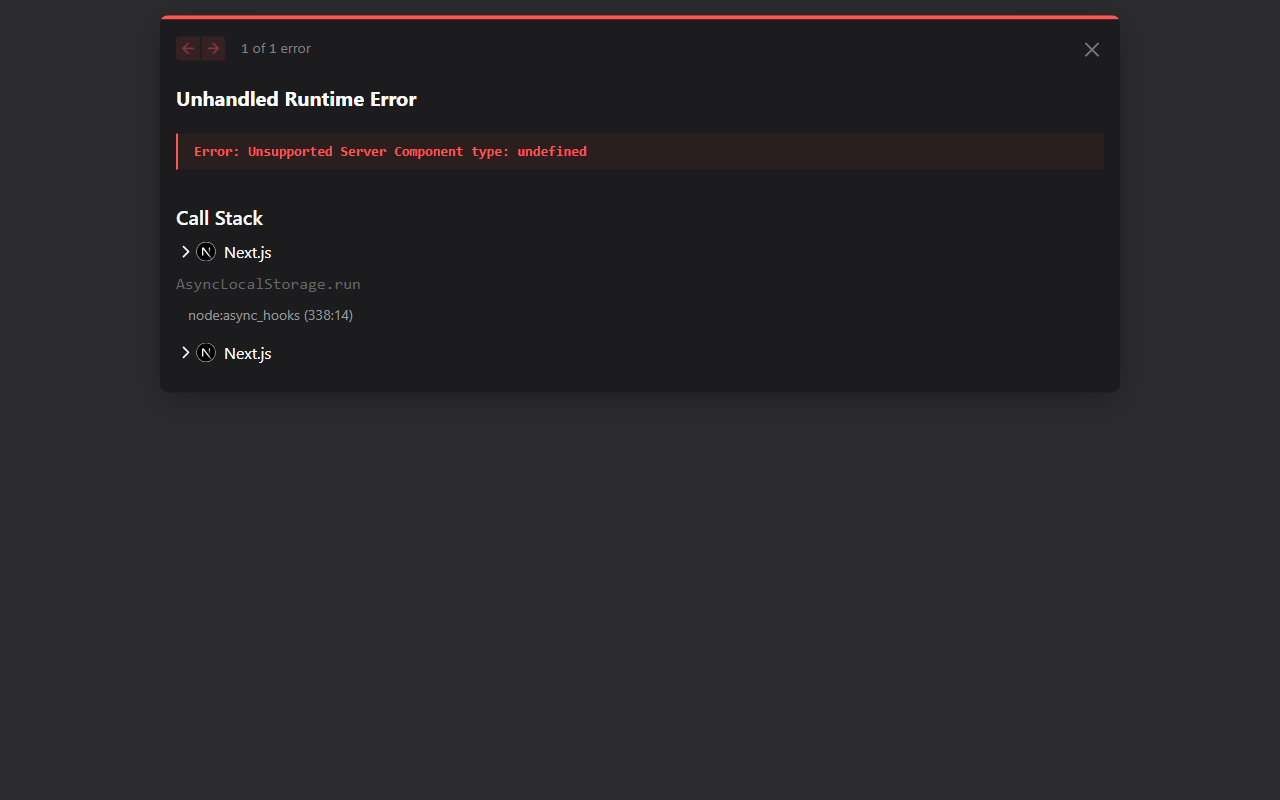 1 of 1 error
Unhandled Runtime Error
Error: Unsupported Server Component type: undefined
Call Stack
N Next.js
AsyncLocalStorage.run
node:async_hooks (338:14)
N Next.js